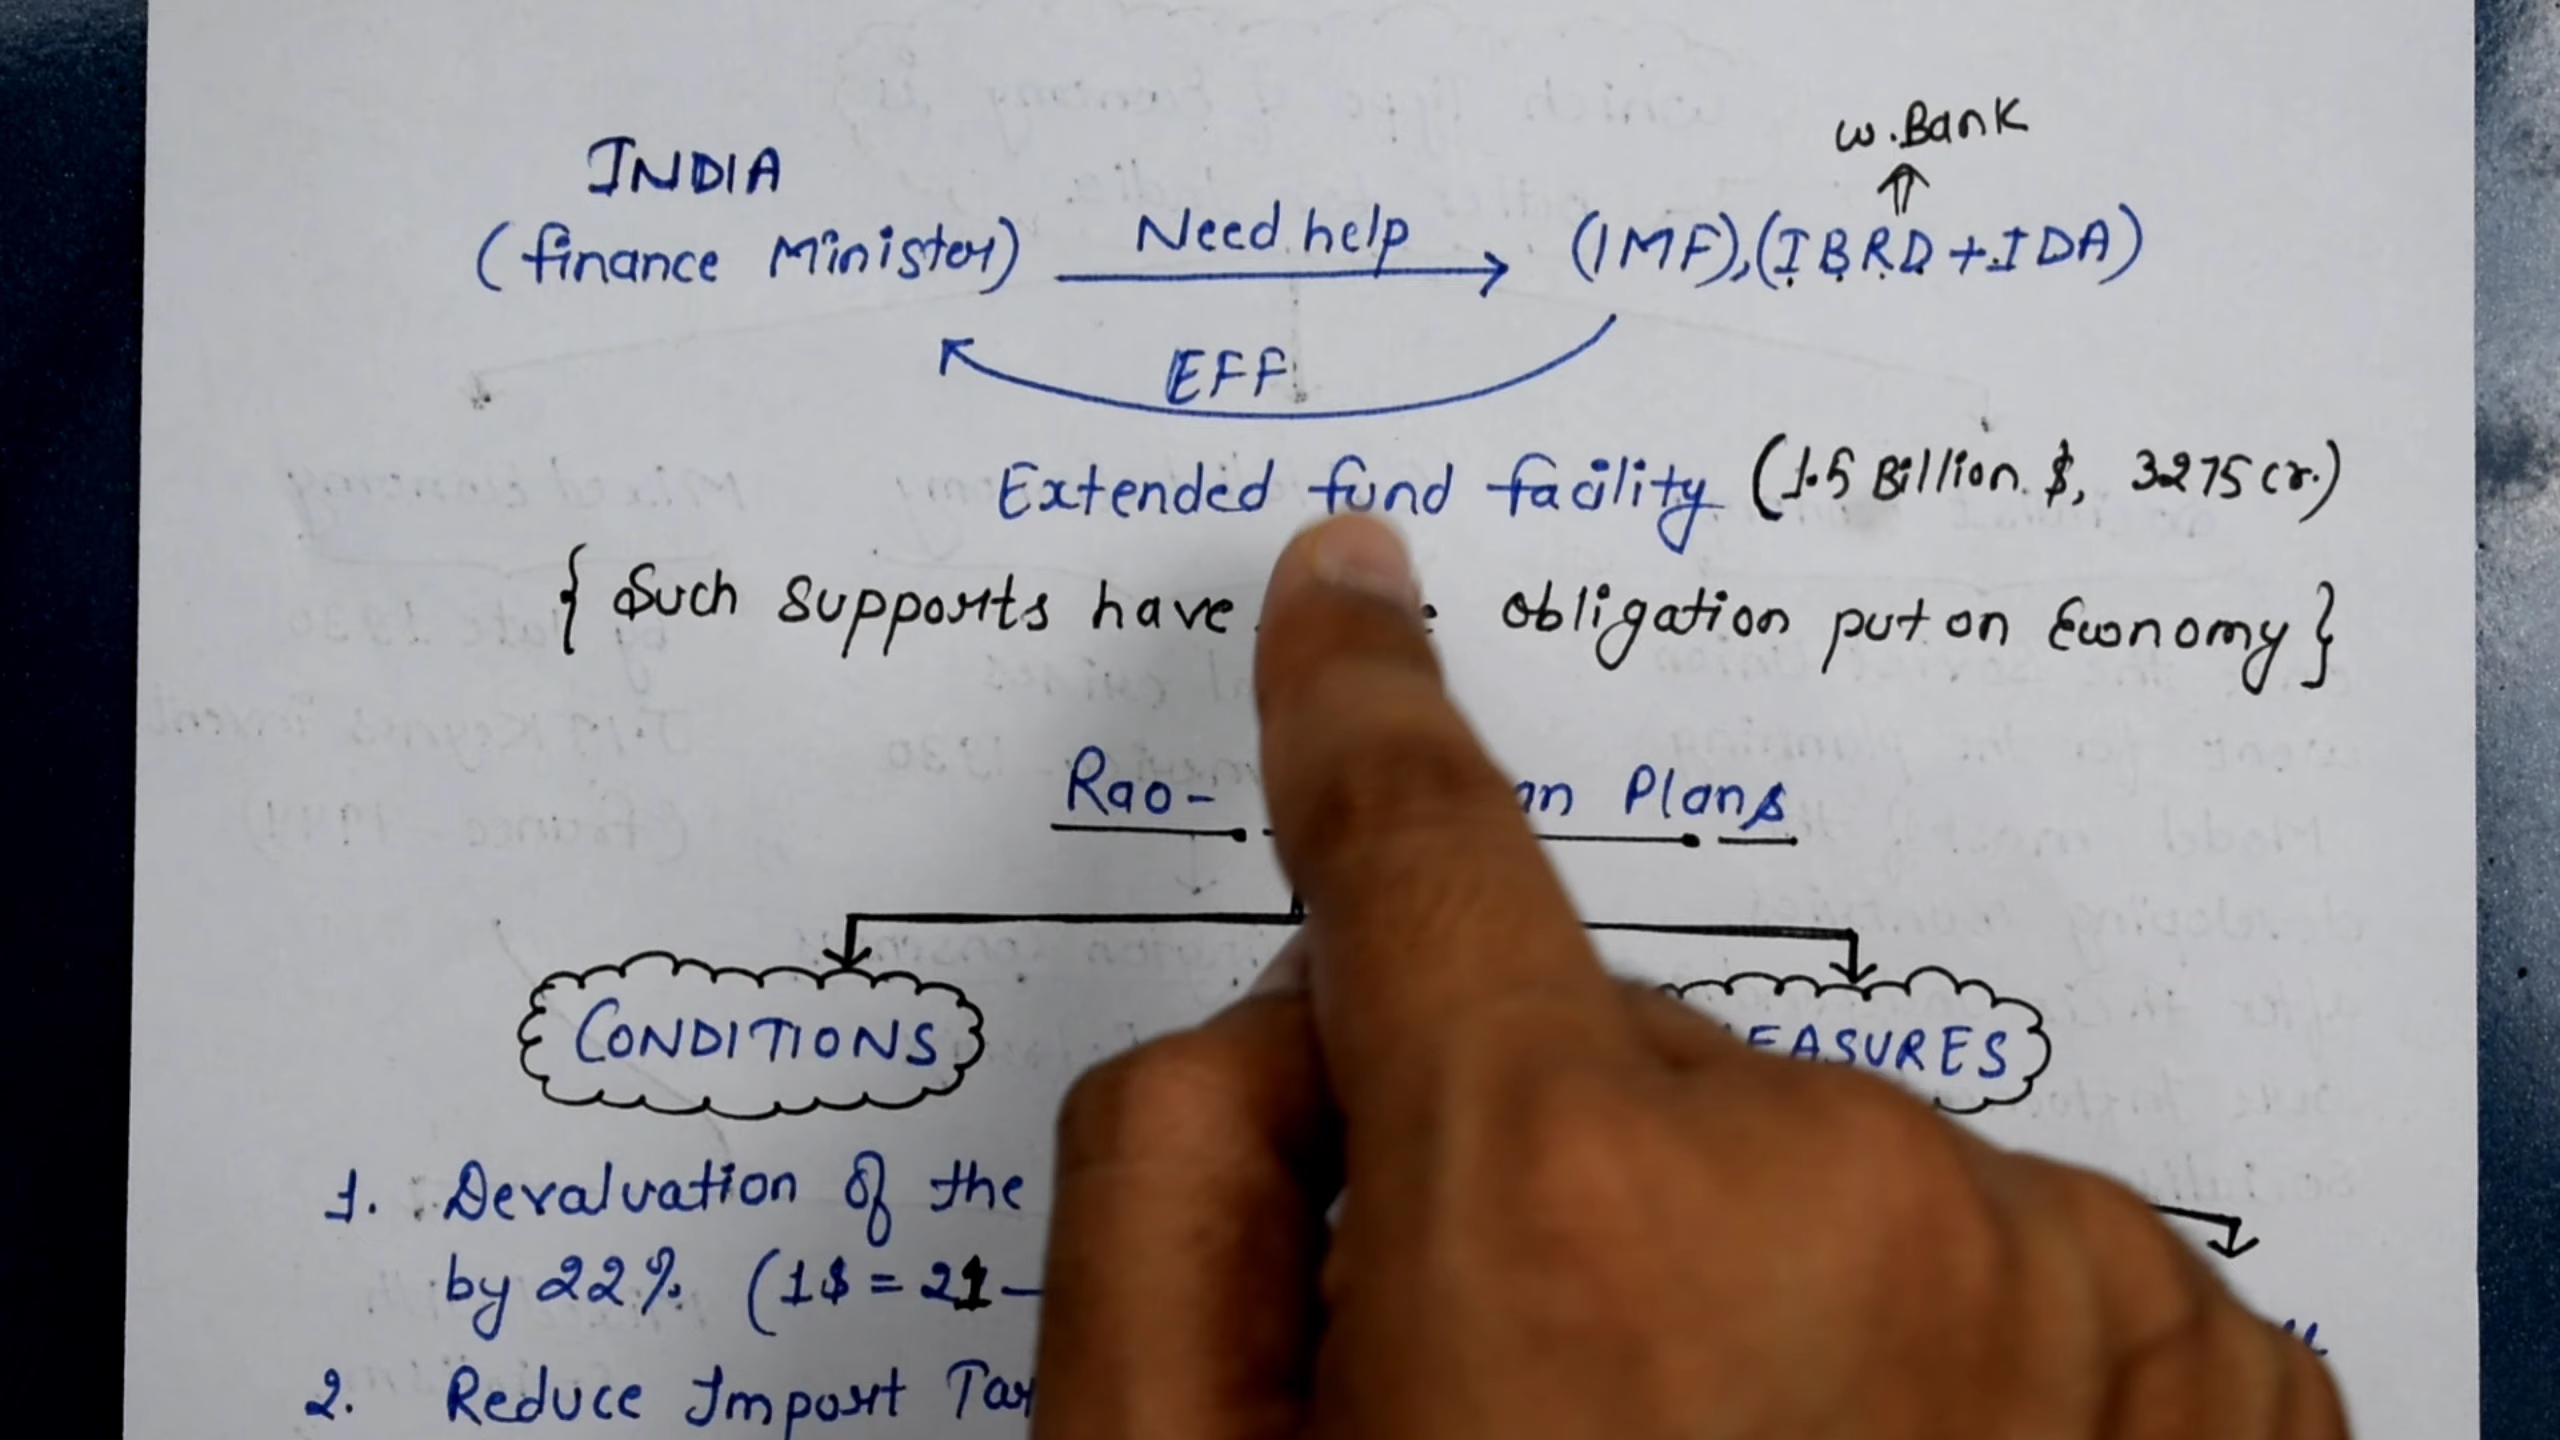 W.Bank
INDIA
(finance Minister) Need help (IMF), (IBRD + IDA)
EFF
Extended fund facility (1.5 Billion $, 3275 cr.)
{ Such supports have obligation put on Economy }
Rao- Plans
CONDITIONS
1. Devaluation of the
by 22% (1$ = 21 -
2. Reduce Import